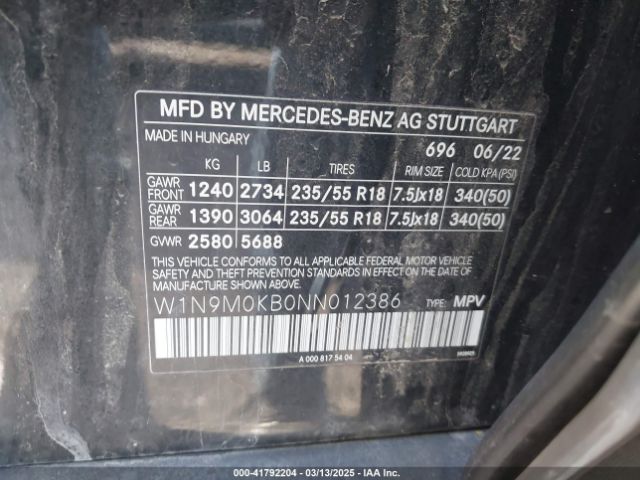 MFD BY MERCEDES-BENZ AG STUTTGART
MADE IN HUNGARY 696 06/22
KG LB TIRES RIM SIZE COLD KPA (PSI)
GAWR FRONT 1240 2734 235/55 R18 7.5Jx18 340(50)
GAWR REAR 1390 3064 235/55 R18 7.5Jx18 340(50)
GVWR 2580 5688
THIS VEHICLE CONFORMS TO ALL APPLICABLE FEDERAL MOTOR VEHICLE
SAFETY AND THEFT PREVENTION STANDARDS IN EFFECT ON THE DATE OF
MANUFACTURE SHOWN ABOVE.
W1N9M0KB0NN012386 TYPE: MPV
A 000 817 54 04
000-41792204 - 03/13/2025 - IAA Inc.